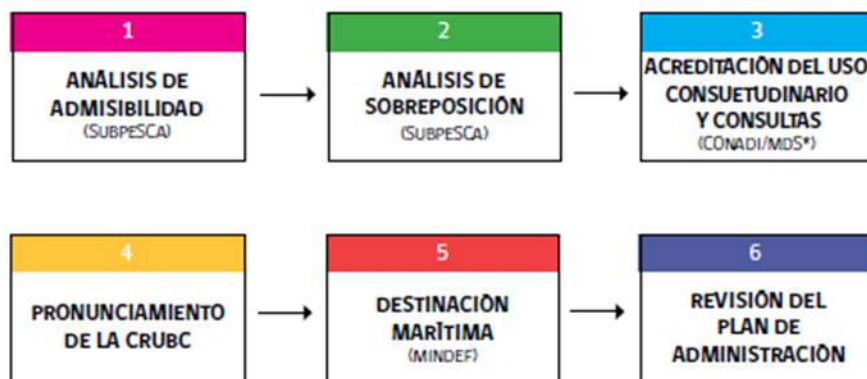 1
ANÁLISIS DE
ADMISIBILIDAD
(SUBPESCA)
2
ANÁLISIS DE
SOBREPOSICIÓN
(SUBPESCA)
3
ACREDITACIÓN DEL USO
CONSUETUDINARIO
Y CONSULTAS
(CONADI/MDS*)
4
PRONUNCIAMIENTO
DE LA CRUBC
5
DESTINACIÓN
MARÍTIMA
(MINDEF)
6
REVISIÓN DEL
PLAN DE
ADMINISTRACIÓN